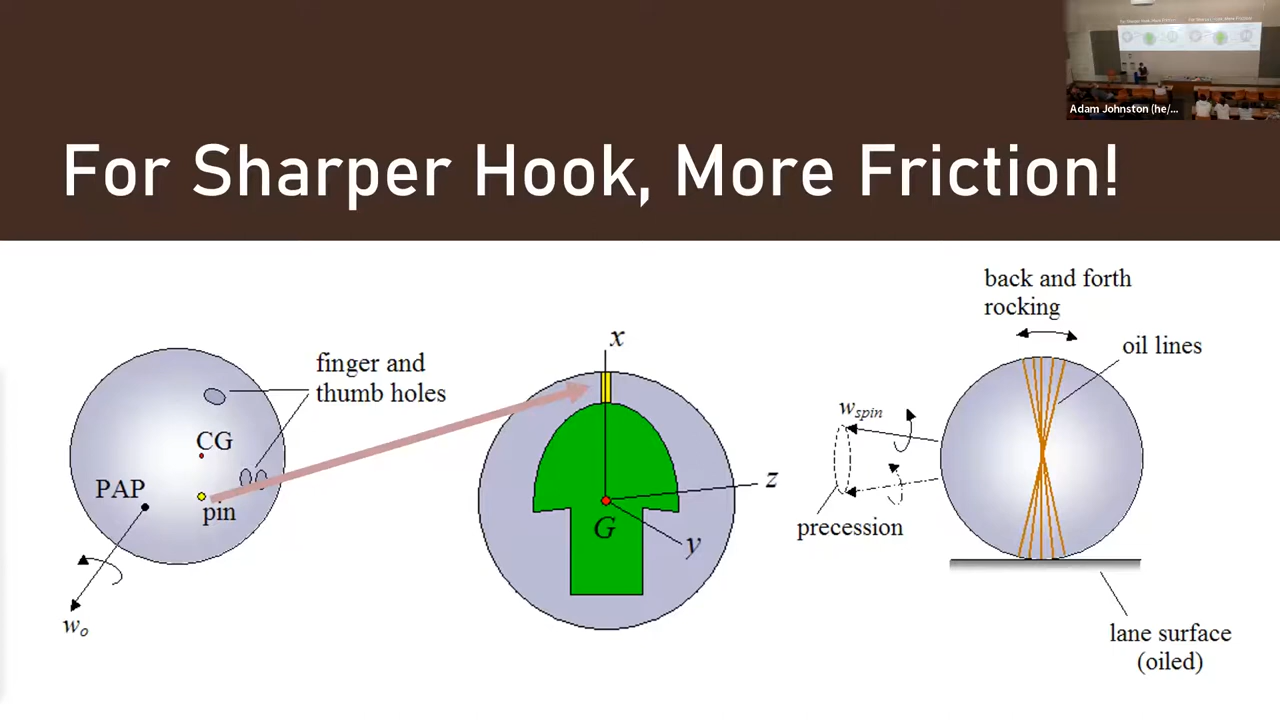 Adam Johnston (he/...
For Sharper Hook, More Friction!
finger and
thumb holes
CG
PAP
pin
wo
x
z
y
G
back and forth
rocking
oil lines
wspin
precession
lane surface
(oiled)